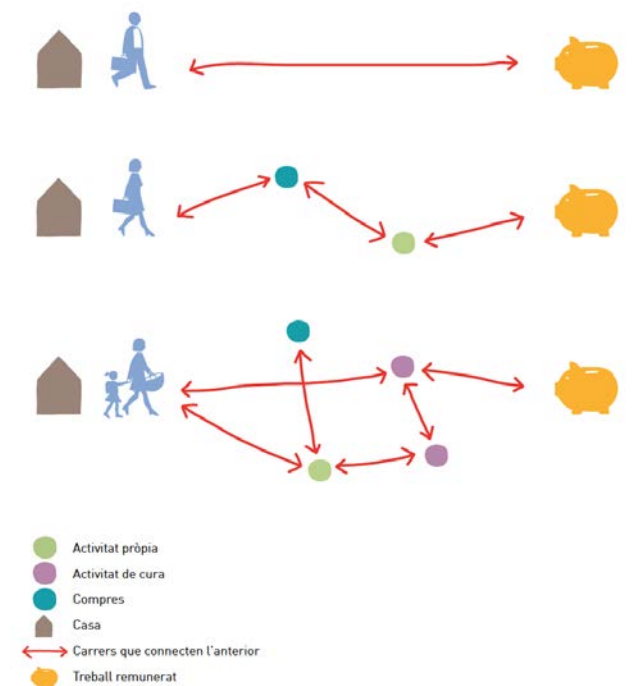 Activitat pròpia
Activitat de cura
Compres
Casa
Carrers que connecten l'anterior
Treball remunerat